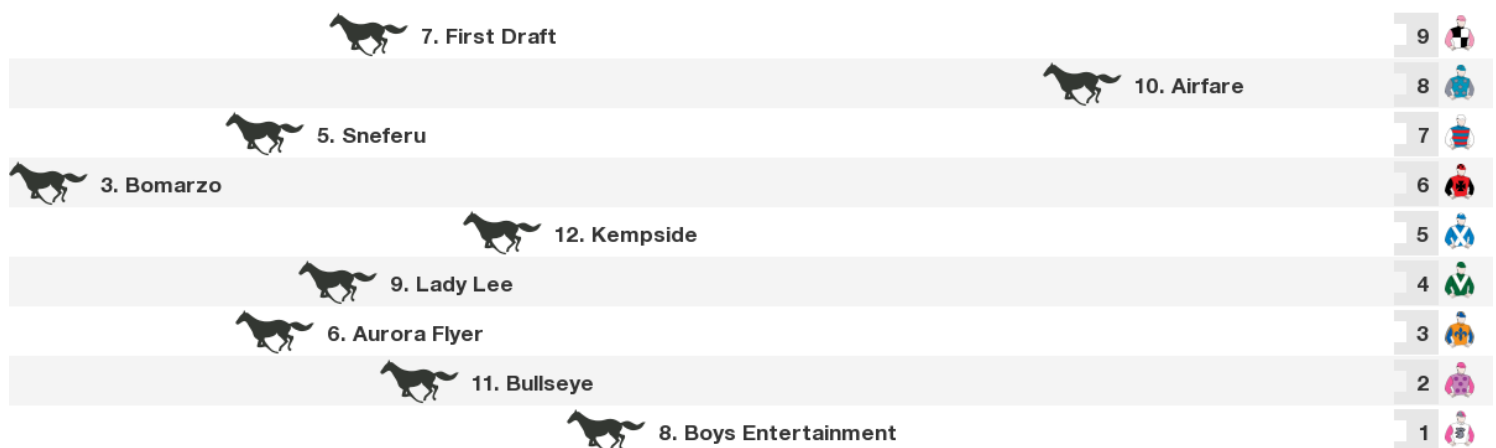 7. First Draft 9
10. Airfare 8
5. Sneferu 7
3. Bomarzo 6
12. Kempside 5
9. Lady Lee 4
6. Aurora Flyer 3
11. Bullseye 2
8. Boys Entertainment 1